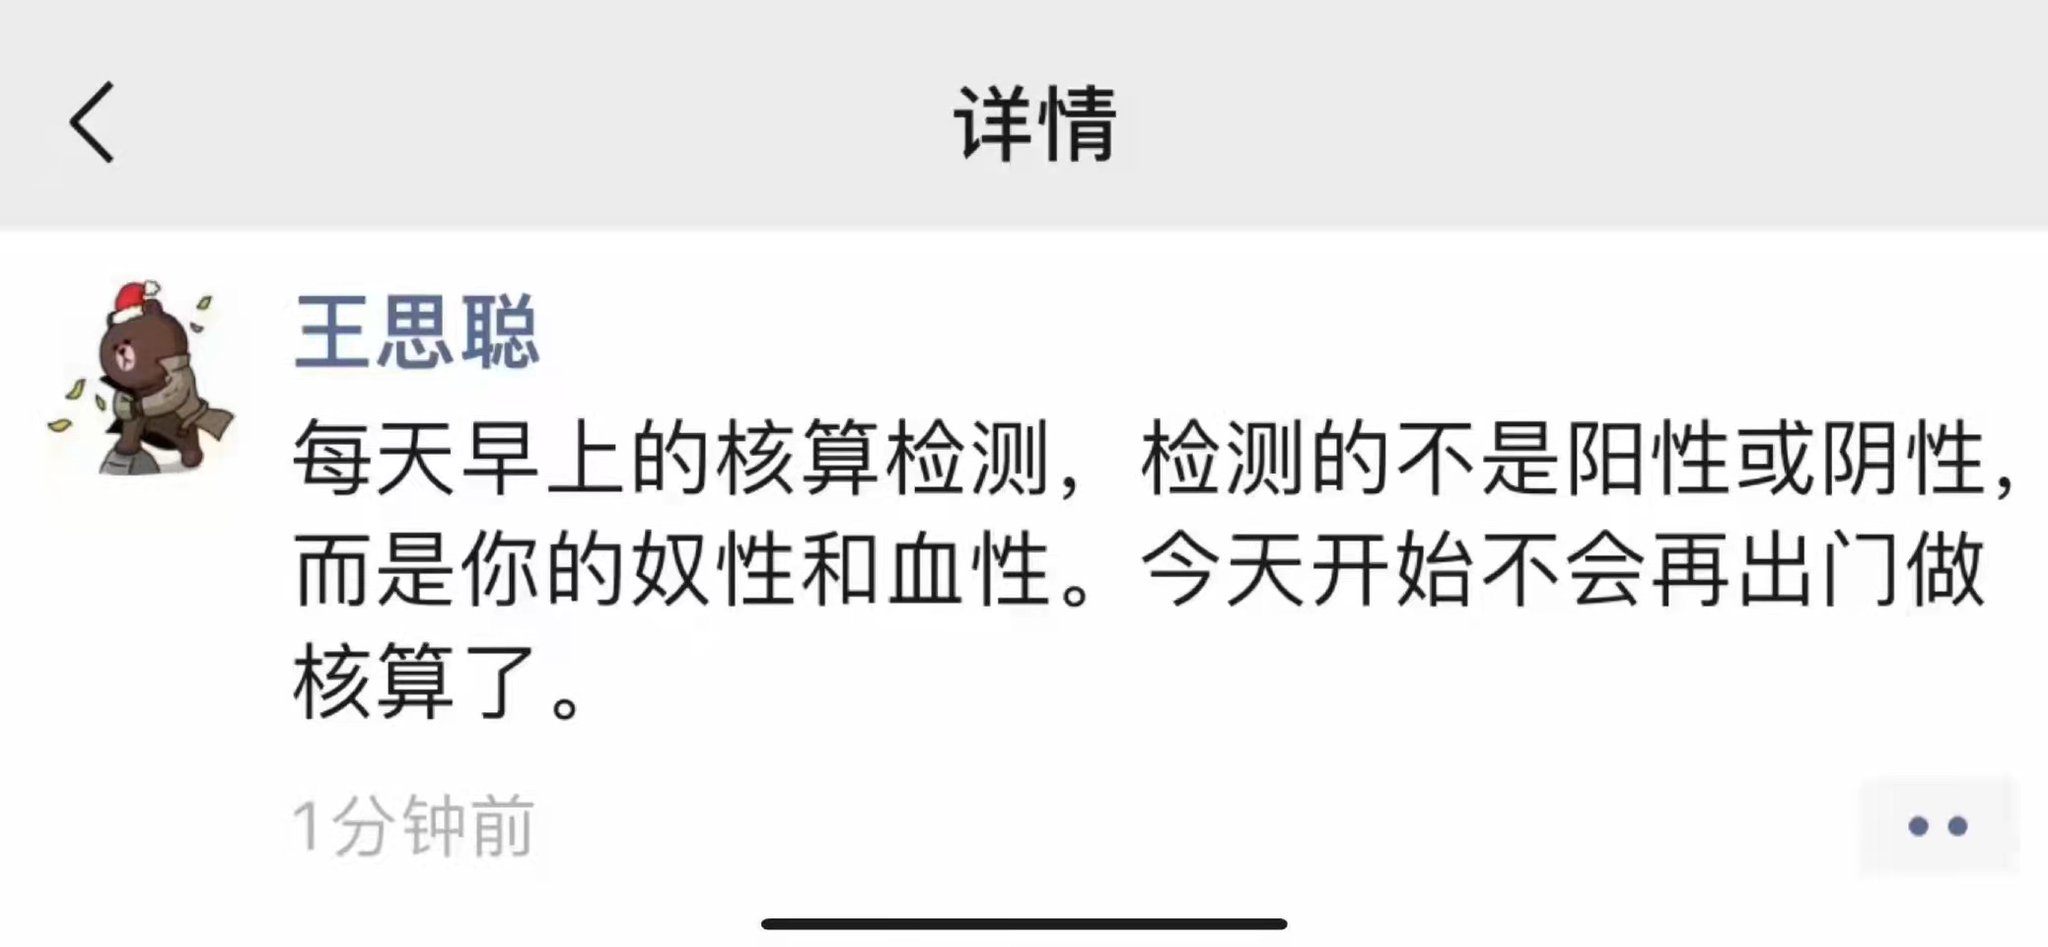 详情
王思聪
每天早上的核算检测，检测的不是阳性或阴性，
而是你的奴性和血性。今天开始不会再出门做
核算了。
1分钟前